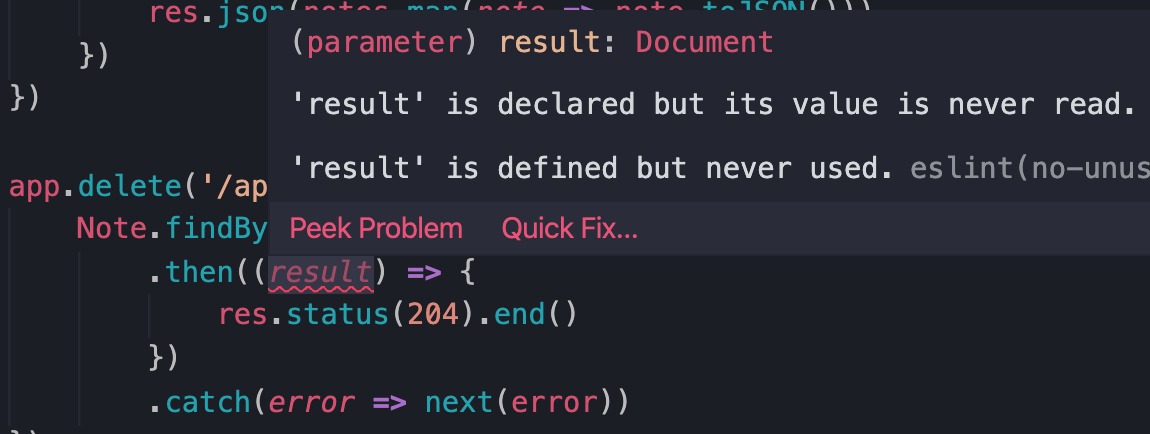 res.json(notes.map(note => note.toJSON()))
})
})
(parameter) result: Document
'result' is declared but its value is never read.
'result' is defined but never used. eslint(no-unus
Peek Problem Quick Fix...
app.delete('/ap
Note.findBy
.then((result) => {
res.status(204).end()
})
.catch(error => next(error))